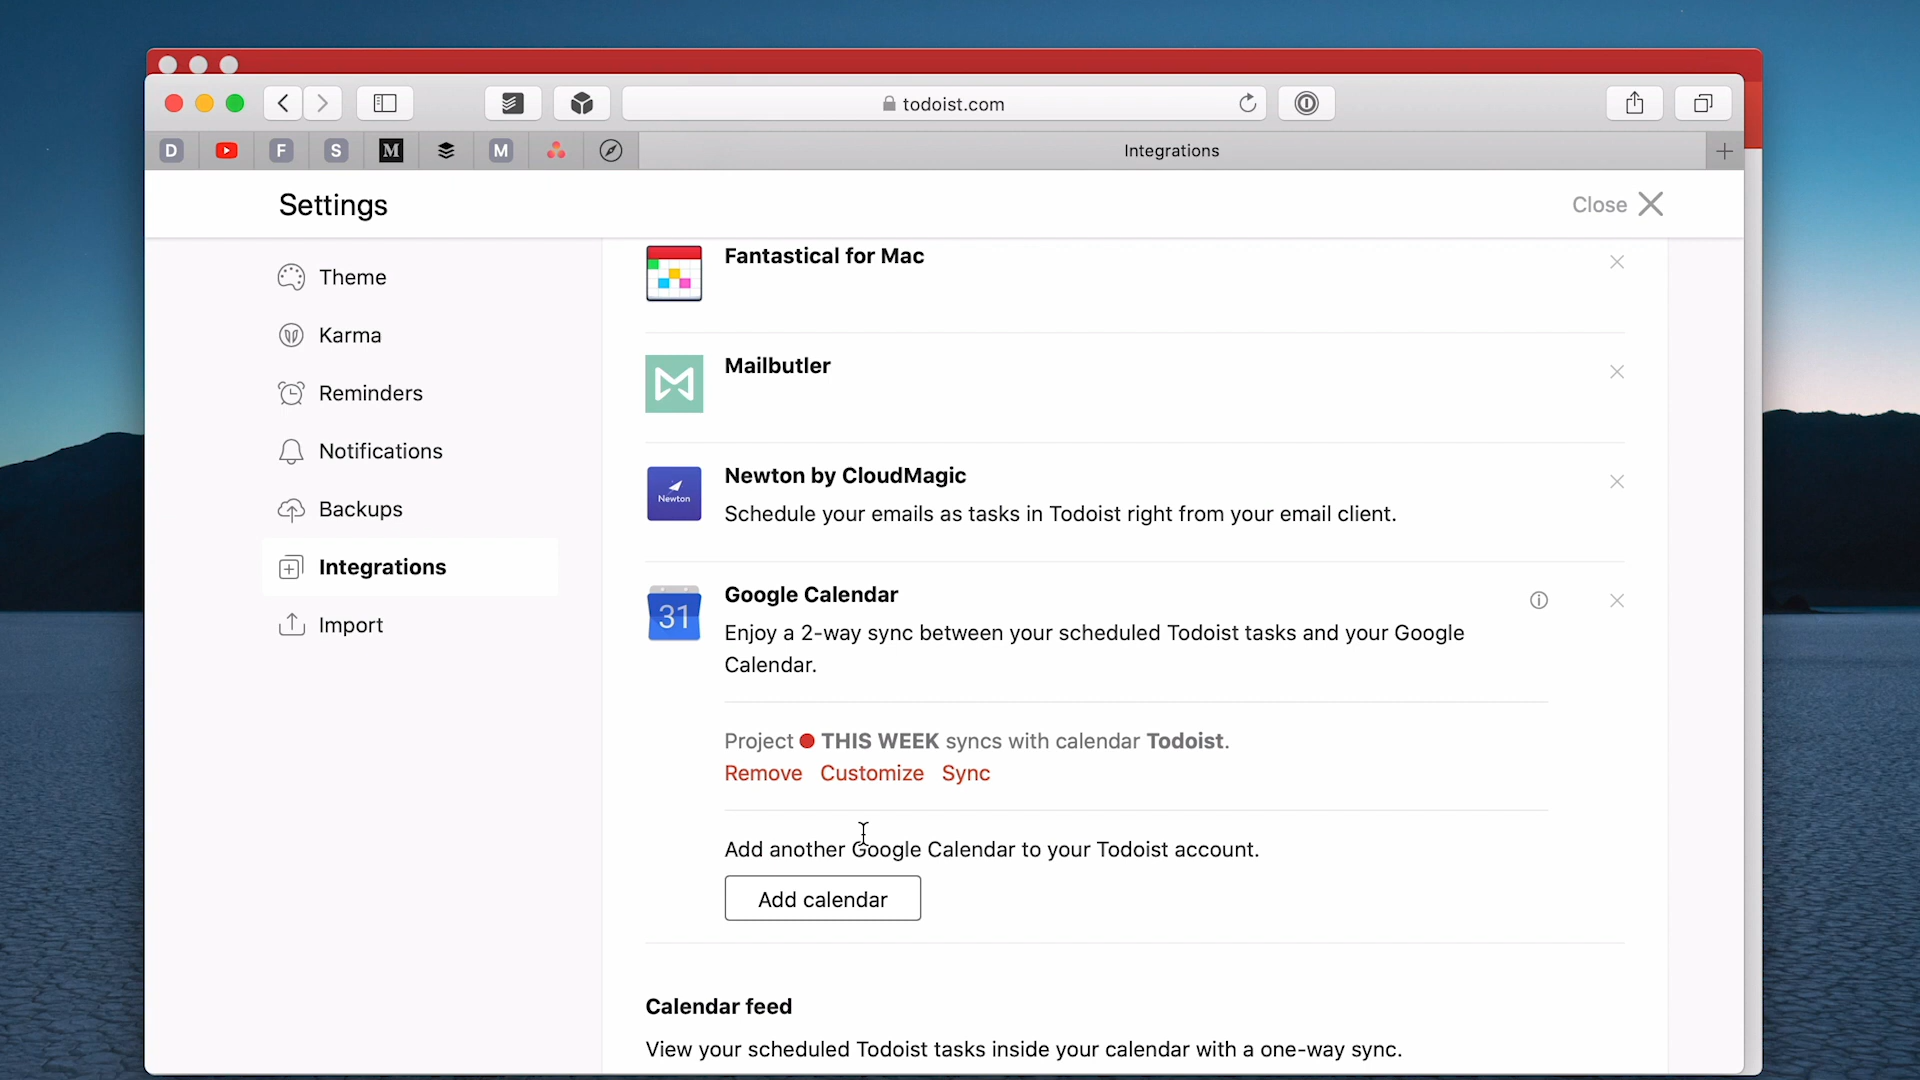 todoist.com
D
F
S
M
M
Integrations
Settings
Close
Theme
Karma
Reminders
Notifications
Backups
Integrations
Import
Fantastical for Mac
Mailbutler
Newton
Newton by CloudMagic
Schedule your emails as tasks in Todoist right from your email client.
31
Google Calendar
Enjoy a 2-way sync between your scheduled Todoist tasks and your Google
Calendar.
Project THIS WEEK syncs with calendar Todoist.
Remove Customize Sync
Add another Google Calendar to your Todoist account.
Add calendar
Calendar feed
View your scheduled Todoist tasks inside your calendar with a one-way sync.